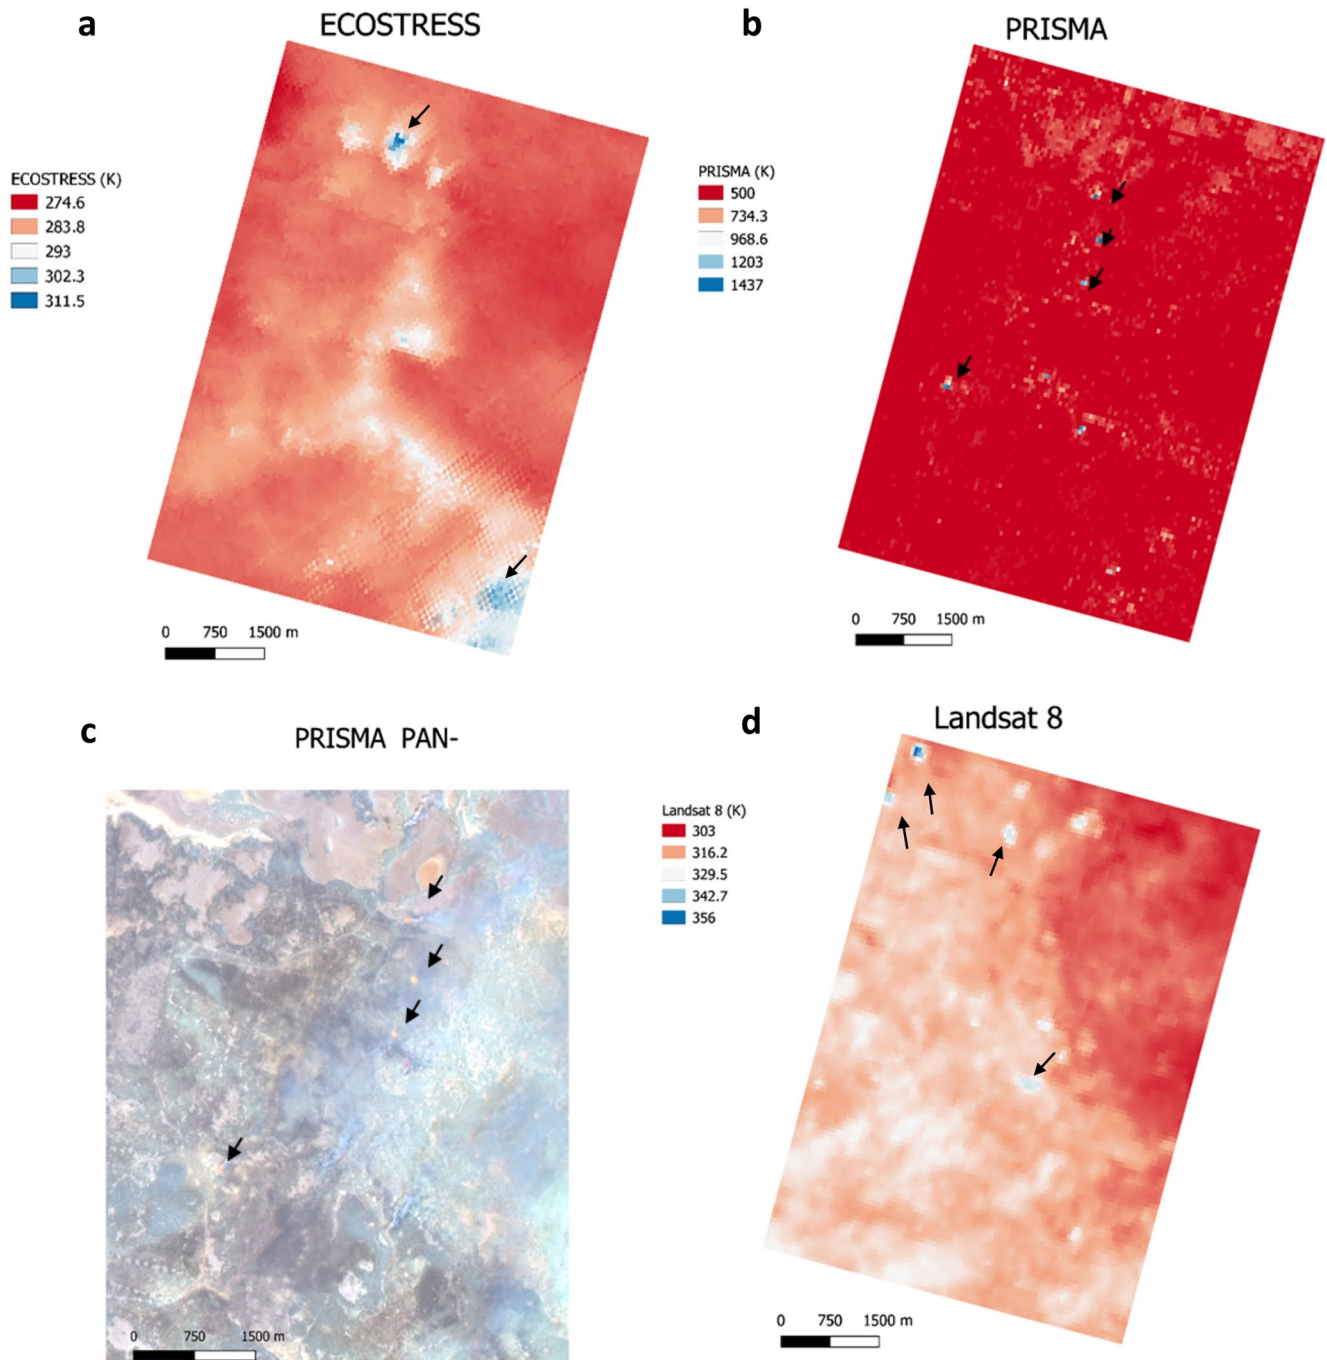 a
ECOSTRESS
ECOSTRESS (K)
274.6
283.8
293
302.3
311.5
0 750 1500 m
b
PRISMA
PRISMA (K)
500
734.3
968.6
1203
1437
0 750 1500 m
c
PRISMA PAN-
0 750 1500 m
d
Landsat 8
Landsat 8 (K)
303
316.2
329.5
342.7
356
0 750 1500 m